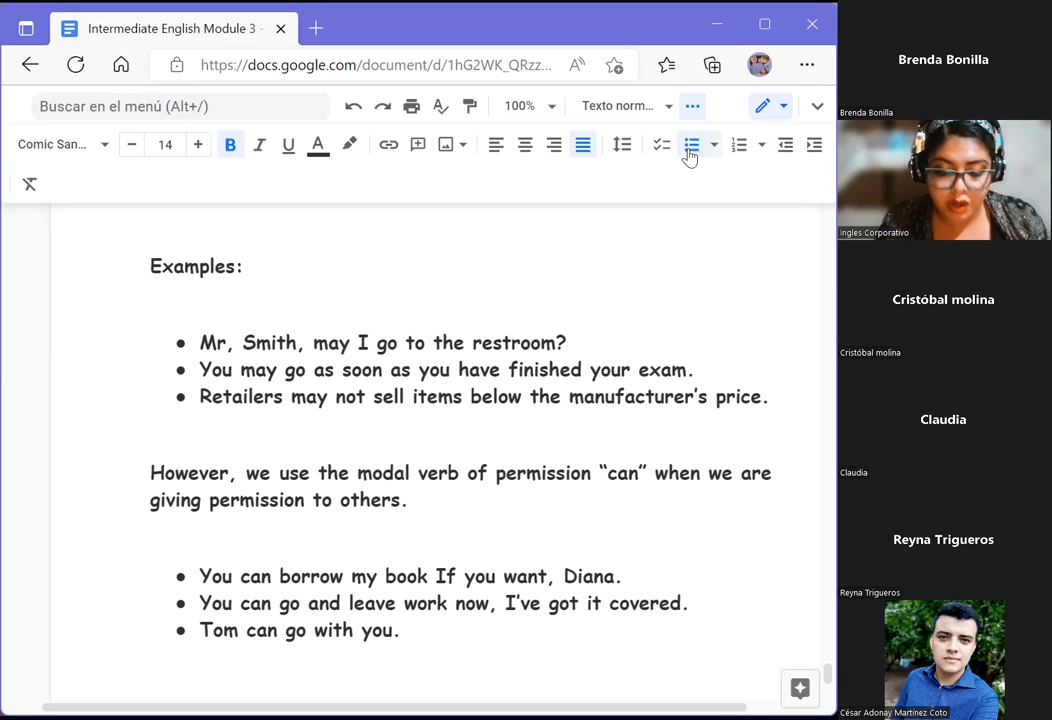 Intermediate English Module 3 -
https://docs.google.com/document/d/1hG2WK_QRzz...
Buscar en el menú (Alt+/)
100%
Texto norm...
Comic San...
14
B
I
U
A
Examples:
Mr, Smith, may I go to the restroom?
You may go as soon as you have finished your exam.
Retailers may not sell items below the manufacturer's price.
However, we use the modal verb of permission “can” when we are
giving permission to others.
You can borrow my book If you want, Diana.
You can go and leave work now, I've got it covered.
Tom can go with you.
Brenda Bonilla
Brenda Bonilla
Ingles Corporativo
Cristóbal molina
Cristóbal molina
Claudia
Claudia
Reyna Trigueros
Reyna Trigueros
César Adonay Martínez Coto